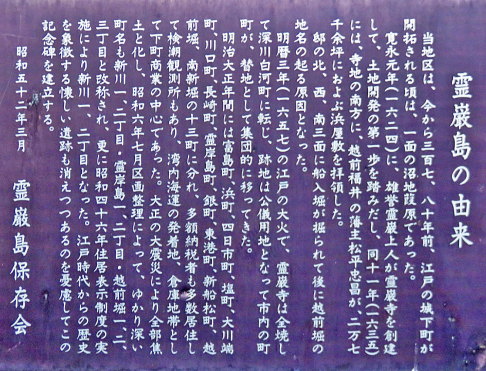 霊巌島の由来
当地区は、今から三百七、八十年前、江戸の城下町が
開拓される頃は、一面の沼地葭原であった。
寛永元年(一六二四)に、雄誉霊巌上人が霊巌寺を創建
して、土地開発の第一歩を踏みだし、同十一年(一六三五)
には、寺地の南方に、越前福井の藩主松平忠昌が、二万七
千余坪におよぶ浜屋敷を拝領した。
邸の北、西、南三面に船入堀が掘られて後に越前堀の
地名の起る原因となった。
明暦三年(一六五七)の江戸の大火で、霊巌寺は全焼し
て深川白河町に転じ、跡地は公儀用地となって市内の町
町が、替地として集団的に移ってきた。
明治大正年間には富島町、浜町、四日市町、塩町、大川端
町、川口町、長崎町、霊岸島町、銀町、東港町、新船松町、越
前堀、南新堀の十三町に分れ、多額納税者も多数居住し
て検潮観測所もあり、湾内海運の発着地、倉庫地帯とし
て下町商業の中心であった。大正の大震災により全部焦
土と化し、昭和六年七月区画整理によって、ゆかり深い
町名も新川一、二丁目、霊岸島一、二丁目・越前堀一、二、
三丁目と改称され、更に昭和四十六年住居表示制度の実
施により新川一、二丁目となった。江戸時代からの歴史
を象徴する懐しい遺跡も消えつつあるのを憂慮してこの
記念碑を建立する。
昭和五十二年三月
霊巌島保存会